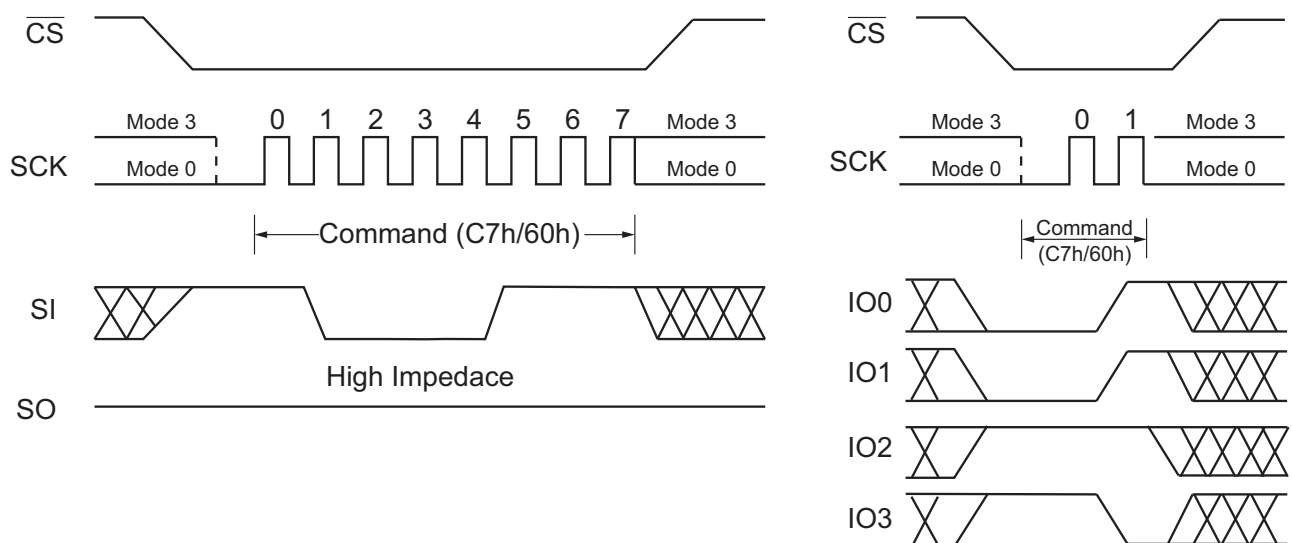 CS
Mode 3
0 1 2 3 4 5 6 7
Mode 3
SCK
Mode 0
Mode 0
Command (C7h/60h)
SI
High Impedace
SO
CS
Mode 3
0 1
Mode 3
SCK
Mode 0
Mode 0
Command
(C7h/60h)
IO0
IO1
IO2
IO3